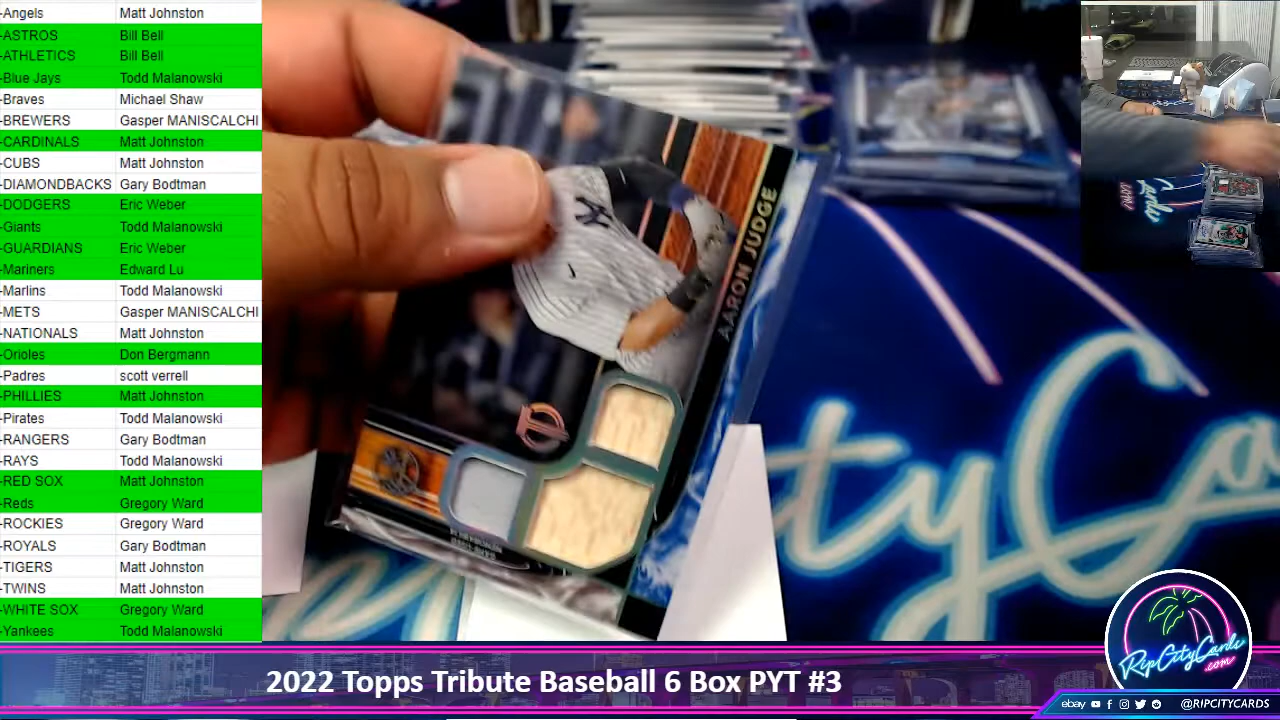 -Angels Matt Johnston
-ASTROS Bill Bell
-ATHLETICS Bill Bell
-Blue Jays Todd Malanowski
-Braves Michael Shaw
-BREWERS Gasper MANISCALCHI
-CARDINALS Matt Johnston
-CUBS Matt Johnston
-DIAMONDBACKS Gary Bodtman
-DODGERS Eric Weber
-Giants Todd Malanowski
-GUARDIANS Eric Weber
-Mariners Edward Lu
-Marlins Todd Malanowski
-METS Gasper MANISCALCHI
-NATIONALS Matt Johnston
-Orioles Don Bergmann
-Padres scott verrell
-PHILLIES Matt Johnston
-Pirates Todd Malanowski
-RANGERS Gary Bodtman
-RAYS Todd Malanowski
-RED SOX Matt Johnston
-Reds Gregory Ward
-ROCKIES Gregory Ward
-ROYALS Gary Bodtman
-TIGERS Matt Johnston
-TWINS Matt Johnston
-WHITE SOX Gregory Ward
-Yankees Todd Malanowski
AARON JUDGE
tyCa
Cards
RipCityCards
.com
2022 Topps Tribute Baseball 6 Box PYT #3
ebay @RIPCITYCARDS